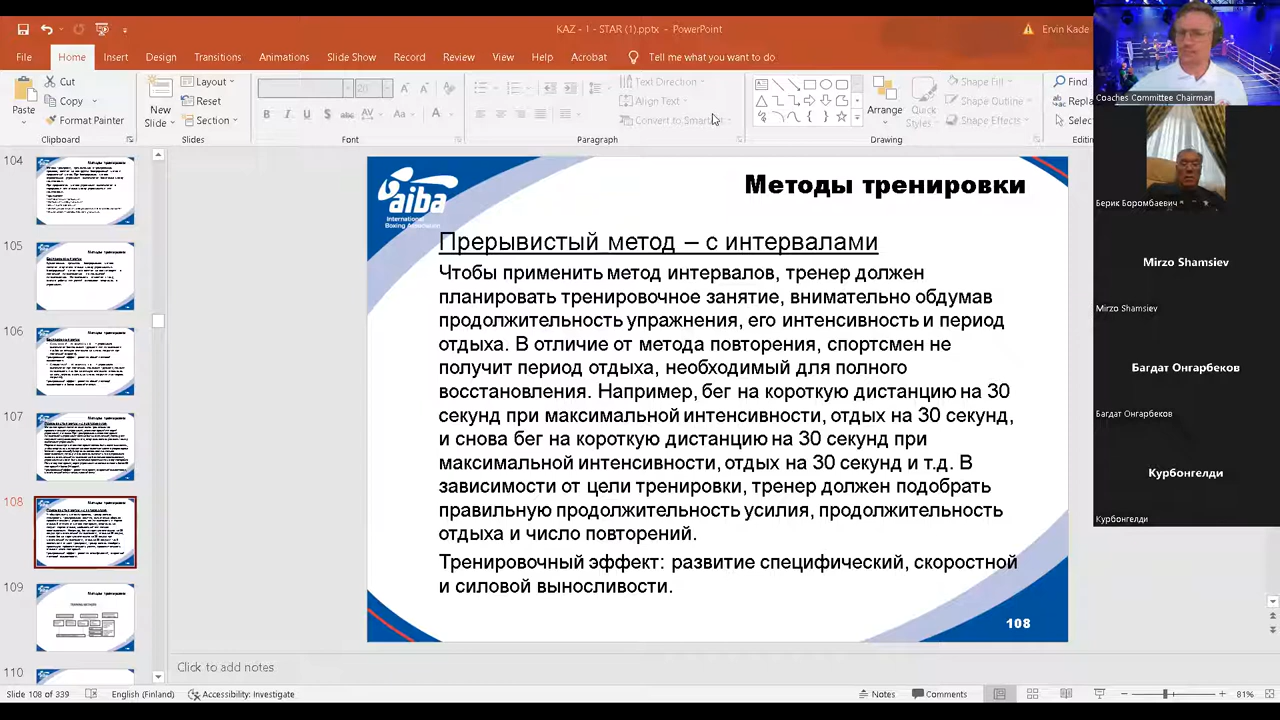 KAZ - I - STAR (1).pptx - PowerPoint
Ervin Kade
File Home Insert Design Transitions Animations Slide Show Record Review View Help Acrobat Tell me what you want to do
Paste
Cut
Copy
Format Painter
Clipboard
New
Slide
Layout
Reset
Section
Slides
Font
Text Direction
Align Text
Convert to SmartArt
Paragraph
Arrange
Quick
Styles
Shape Fill
Shape Outline
Shape Effects
Drawing
Find
Repla
Selec
Editin
104
105
106
107
108
109
110
aiba
International
Boxing Association
Методы тренировки
Прерывистый метод – с интервалами
Чтобы применить метод интервалов, тренер должен
планировать тренировочное занятие, внимательно обдумав
продолжительность упражнения, его интенсивность и период
отдыха. В отличие от метода повторения, спортсмен не
получит период отдыха, необходимый для полного
восстановления. Например, бег на короткую дистанцию на 30
секунд при максимальной интенсивности, отдых на 30 секунд,
и снова бег на короткую дистанцию на 30 секунд при
максимальной интенсивности, отдых на 30 секунд и т.д. В
зависимости от цели тренировки, тренер должен подобрать
правильную продолжительность усилия, продолжительность
отдыха и число повторений.
Тренировочный эффект: развитие специфический, скоростной
и силовой выносливости.
108
Coaches Committee Chairman
Берик Боромбаевич
Mirzo Shamsiev
Mirzo Shamsiev
Багдат Онгарбеков
Багдат Онгарбеков
Курбонгелди
Курбонгелди
Click to add notes
Slide 108 of 339 English (Finland) Accessibility: Investigate Notes Comments 81%